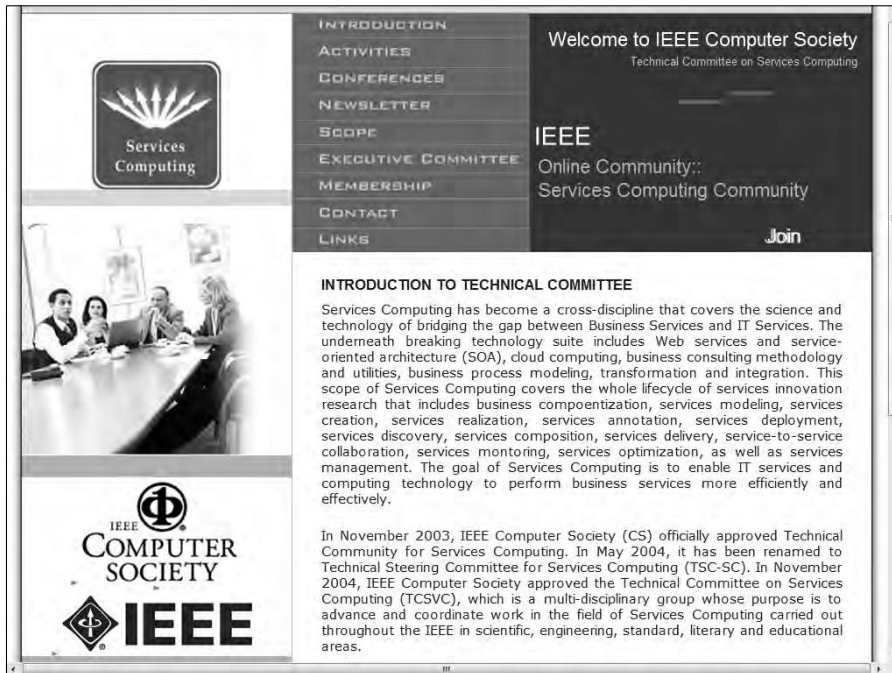 Services
Computing
IEEE
COMPUTER
SOCIETY
IEEE
INTRODUCTION
ACTIVITIES
CONFERENCES
NEWSLETTER
SCOPE
EXECUTIVE COMMITTEE
MEMBERSHIP
CONTACT
LINKS
Welcome to IEEE Computer Society
Technical Committee on Services Computing
IEEE
Online Community::
Services Computing Community
Join
INTRODUCTION TO TECHNICAL COMMITTEE
Services Computing has become a cross-discipline that covers the science and
technology of bridging the gap between Business Services and IT Services. The
underneath breaking technology suite includes Web services and service-
oriented architecture (SOA), cloud computing, business consulting methodology
and utilities, business process modeling, transformation and integration. This
scope of Services Computing covers the whole lifecycle of services innovation
research that includes business compoentization, services modeling, services
creation, services realization, services annotation, services deployment,
services discovery, services composition, services delivery, service-to-service
collaboration, services montoring, services optimization, as well as services
management. The goal of Services Computing is to enable IT services and
computing technology to perform business services more efficiently and
effectively.
In November 2003, IEEE Computer Society (CS) officially approved Technical
Community for Services Computing. In May 2004, it has been renamed to
Technical Steering Committee for Services Computing (TSC-SC). In November
2004, IEEE Computer Society approved the Technical Committee on Services
Computing (TCSVC), which is a multi-disciplinary group whose purpose is to
advance and coordinate work in the field of Services Computing carried out
throughout the IEEE in scientific, engineering, standard, literary and educational
areas.